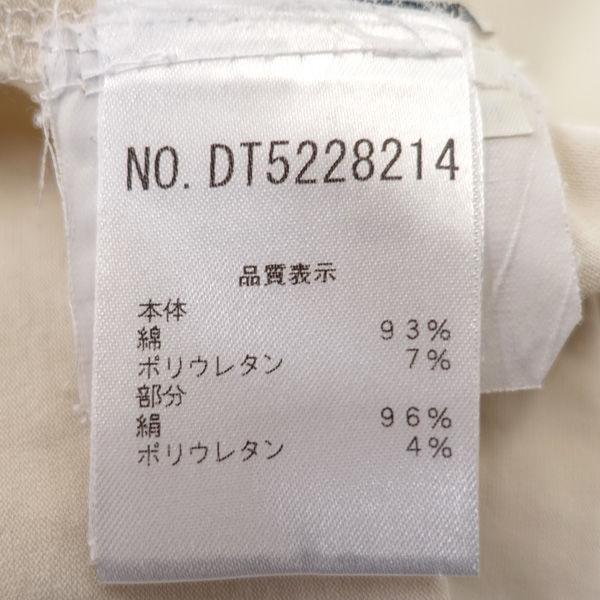 NO. DT5228214
品質表示
本体
綿 93%
ポリウレタン 7%
部分
絹 96%
ポリウレタン 4%